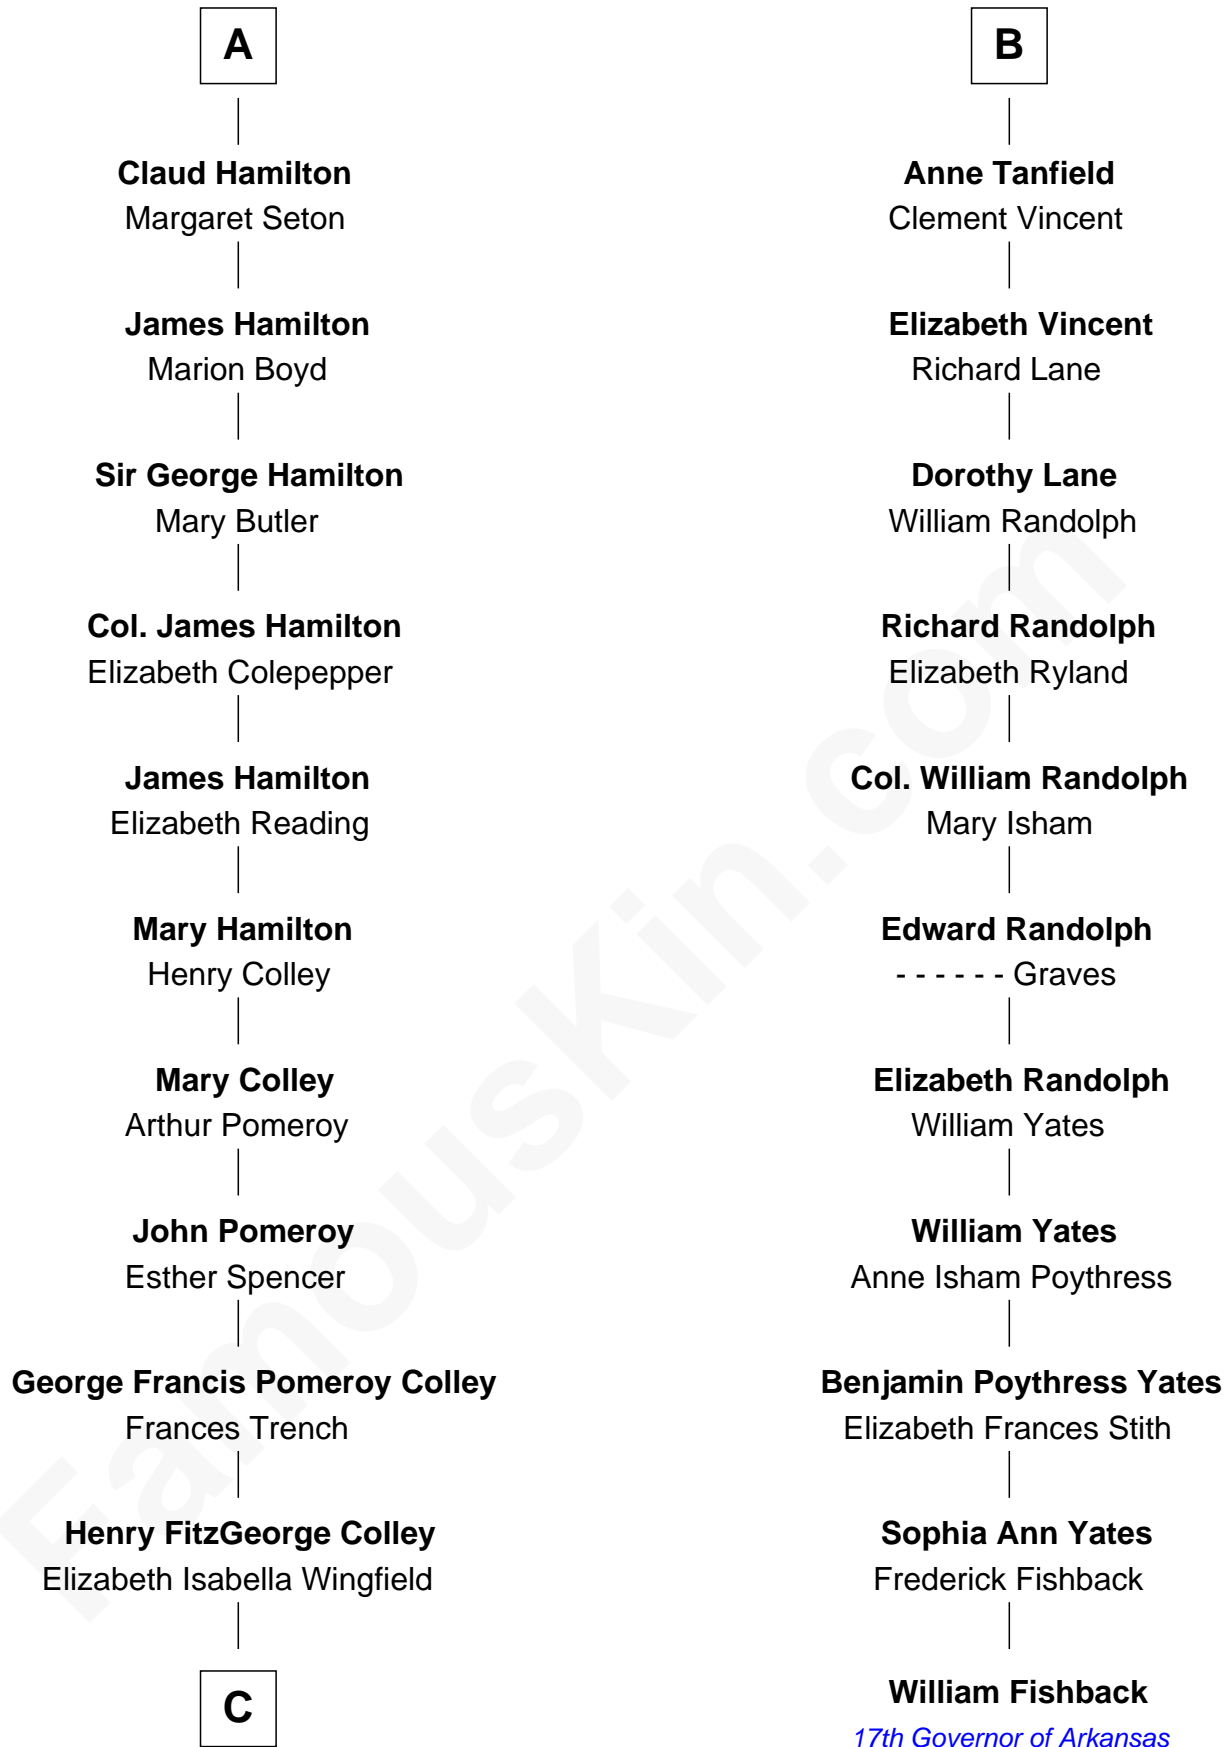 A
Claud Hamilton
Margaret Seton
James Hamilton
Marion Boyd
Sir George Hamilton
Mary Butler
Col. James Hamilton
Elizabeth Colepepper
James Hamilton
Elizabeth Reading
Mary Hamilton
Henry Colley
Mary Colley
Arthur Pomeroy
John Pomeroy
Esther Spencer
George Francis Pomeroy Colley
Frances Trench
Henry FitzGeorge Colley
Elizabeth Isabella Wingfield
C
B
Anne Tanfield
Clement Vincent
Elizabeth Vincent
Richard Lane
Dorothy Lane
William Randolph
Richard Randolph
Elizabeth Ryland
Col. William Randolph
Mary Isham
Edward Randolph
- - - - - - Graves
Elizabeth Randolph
William Yates
William Yates
Anne Isham Poythress
Benjamin Poythress Yates
Elizabeth Frances Stith
Sophia Ann Yates
Frederick Fishback
William Fishback
17th Governor of Arkansas
FamousKin.com